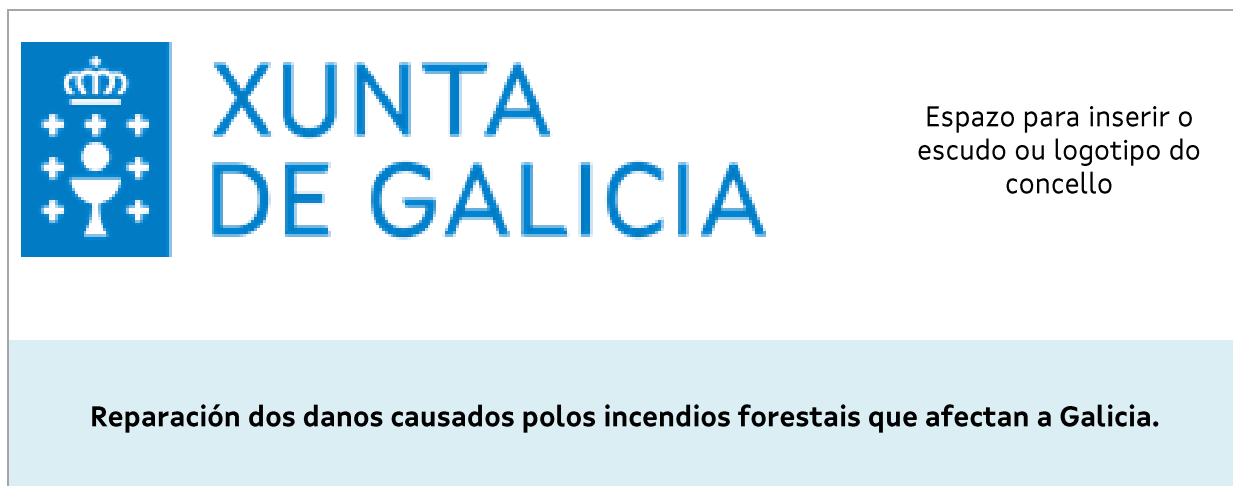 XUNTA
DE GALICIA
Espazo para inserir o
escudo ou logotipo do
concello
Reparación dos danos causados polos incendios forestais que afectan a Galicia.